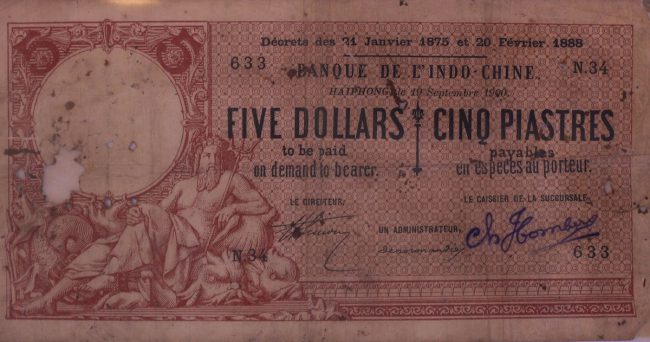 Décrets des 21 Janvier 1875 et 20 Février 1888
633
N.34
BANQUE DE L'INDO-CHINE.
HAIPHONG, le 19 Septembre 1900.
FIVE DOLLARS
to be paid
on demand to bearer.
CINQ PIASTRES
payables
en espèces au porteur.
LE DIRECTEUR,
UN ADMINISTRATEUR,
LE CAISSIER DE LA SUCCURSALE,
N.34
633